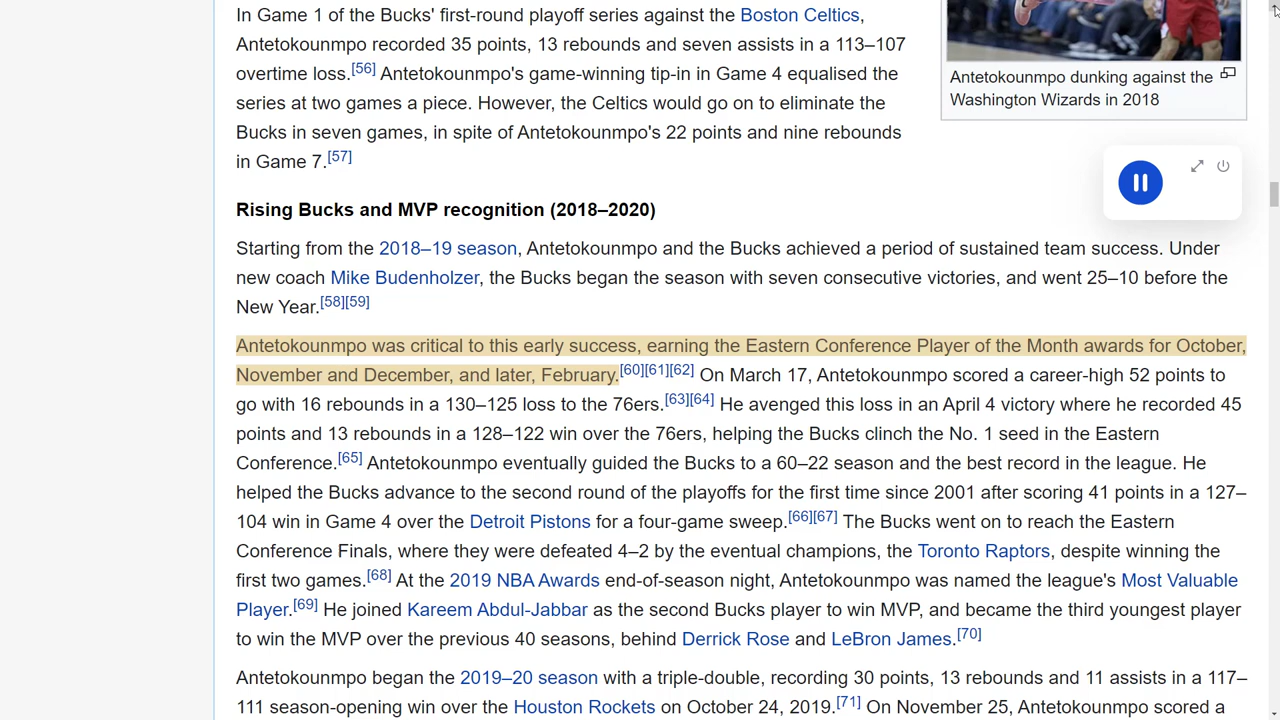 In Game 1 of the Bucks' first-round playoff series against the Boston Celtics,
Antetokounmpo recorded 35 points, 13 rebounds and seven assists in a 113–107
overtime loss.[56] Antetokounmpo's game-winning tip-in in Game 4 equalised the
series at two games a piece. However, the Celtics would go on to eliminate the
Bucks in seven games, in spite of Antetokounmpo's 22 points and nine rebounds
in Game 7.[57]
Antetokounmpo dunking against the
Washington Wizards in 2018
Rising Bucks and MVP recognition (2018–2020)
Starting from the 2018–19 season, Antetokounmpo and the Bucks achieved a period of sustained team success. Under
new coach Mike Budenholzer, the Bucks began the season with seven consecutive victories, and went 25–10 before the
New Year.[58][59]
Antetokounmpo was critical to this early success, earning the Eastern Conference Player of the Month awards for October,
November and December, and later, February.[60][61][62] On March 17, Antetokounmpo scored a career-high 52 points to
go with 16 rebounds in a 130–125 loss to the 76ers.[63][64] He avenged this loss in an April 4 victory where he recorded 45
points and 13 rebounds in a 128–122 win over the 76ers, helping the Bucks clinch the No. 1 seed in the Eastern
Conference.[65] Antetokounmpo eventually guided the Bucks to a 60–22 season and the best record in the league. He
helped the Bucks advance to the second round of the playoffs for the first time since 2001 after scoring 41 points in a 127–
104 win in Game 4 over the Detroit Pistons for a four-game sweep.[66][67] The Bucks went on to reach the Eastern
Conference Finals, where they were defeated 4–2 by the eventual champions, the Toronto Raptors, despite winning the
first two games.[68] At the 2019 NBA Awards end-of-season night, Antetokounmpo was named the league's Most Valuable
Player.[69] He joined Kareem Abdul-Jabbar as the second Bucks player to win MVP, and became the third youngest player
to win the MVP over the previous 40 seasons, behind Derrick Rose and LeBron James.[70]
Antetokounmpo began the 2019–20 season with a triple-double, recording 30 points, 13 rebounds and 11 assists in a 117–
111 season-opening win over the Houston Rockets on October 24, 2019.[71] On November 25, Antetokounmpo scored a